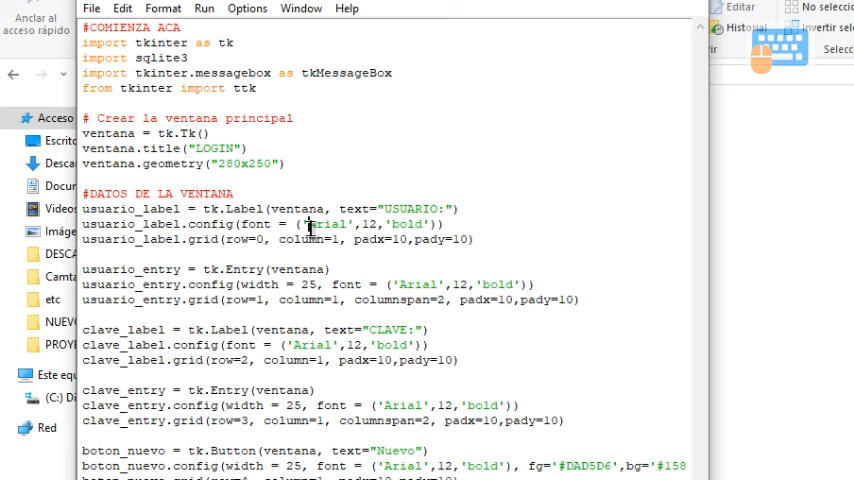 Anclar al
acceso rápido
File Edit Format Run Options Window Help
Editar
Historial
No selecci
Invertir selec
Selecc
Acceso
Escrito
Desca
Docun
Videos
Imáge
DESCA
Camta
etc
NUEV
PROYE
Este equ
(C:) Di
Red
#COMIENZA ACA
import tkinter as tk
import sqlite3
import tkinter.messagebox as tkMessageBox
from tkinter import ttk
# Crear la ventana principal
ventana = tk.Tk()
ventana.title("LOGIN")
ventana.geometry("280x250")
#DATOS DE LA VENTANA
usuario_label = tk.Label(ventana, text="USUARIO:")
usuario_label.config(font = ('Arial',12,'bold'))
usuario_label.grid(row=0, column=1, padx=10,pady=10)
usuario_entry = tk.Entry(ventana)
usuario_entry.config(width = 25, font = ('Arial',12,'bold'))
usuario_entry.grid(row=1, column=1, columnspan=2, padx=10,pady=10)
clave_label = tk.Label(ventana, text="CLAVE:")
clave_label.config(font = ('Arial',12,'bold'))
clave_label.grid(row=2, column=1, padx=10,pady=10)
clave_entry = tk.Entry(ventana)
clave_entry.config(width = 25, font = ('Arial',12,'bold'))
clave_entry.grid(row=3, column=1, columnspan=2, padx=10,pady=10)
boton_nuevo = tk.Button(ventana, text="Nuevo")
boton_nuevo.config(width = 25, font = ('Arial',12,'bold'), fg='#DAD5D6',bg='#158